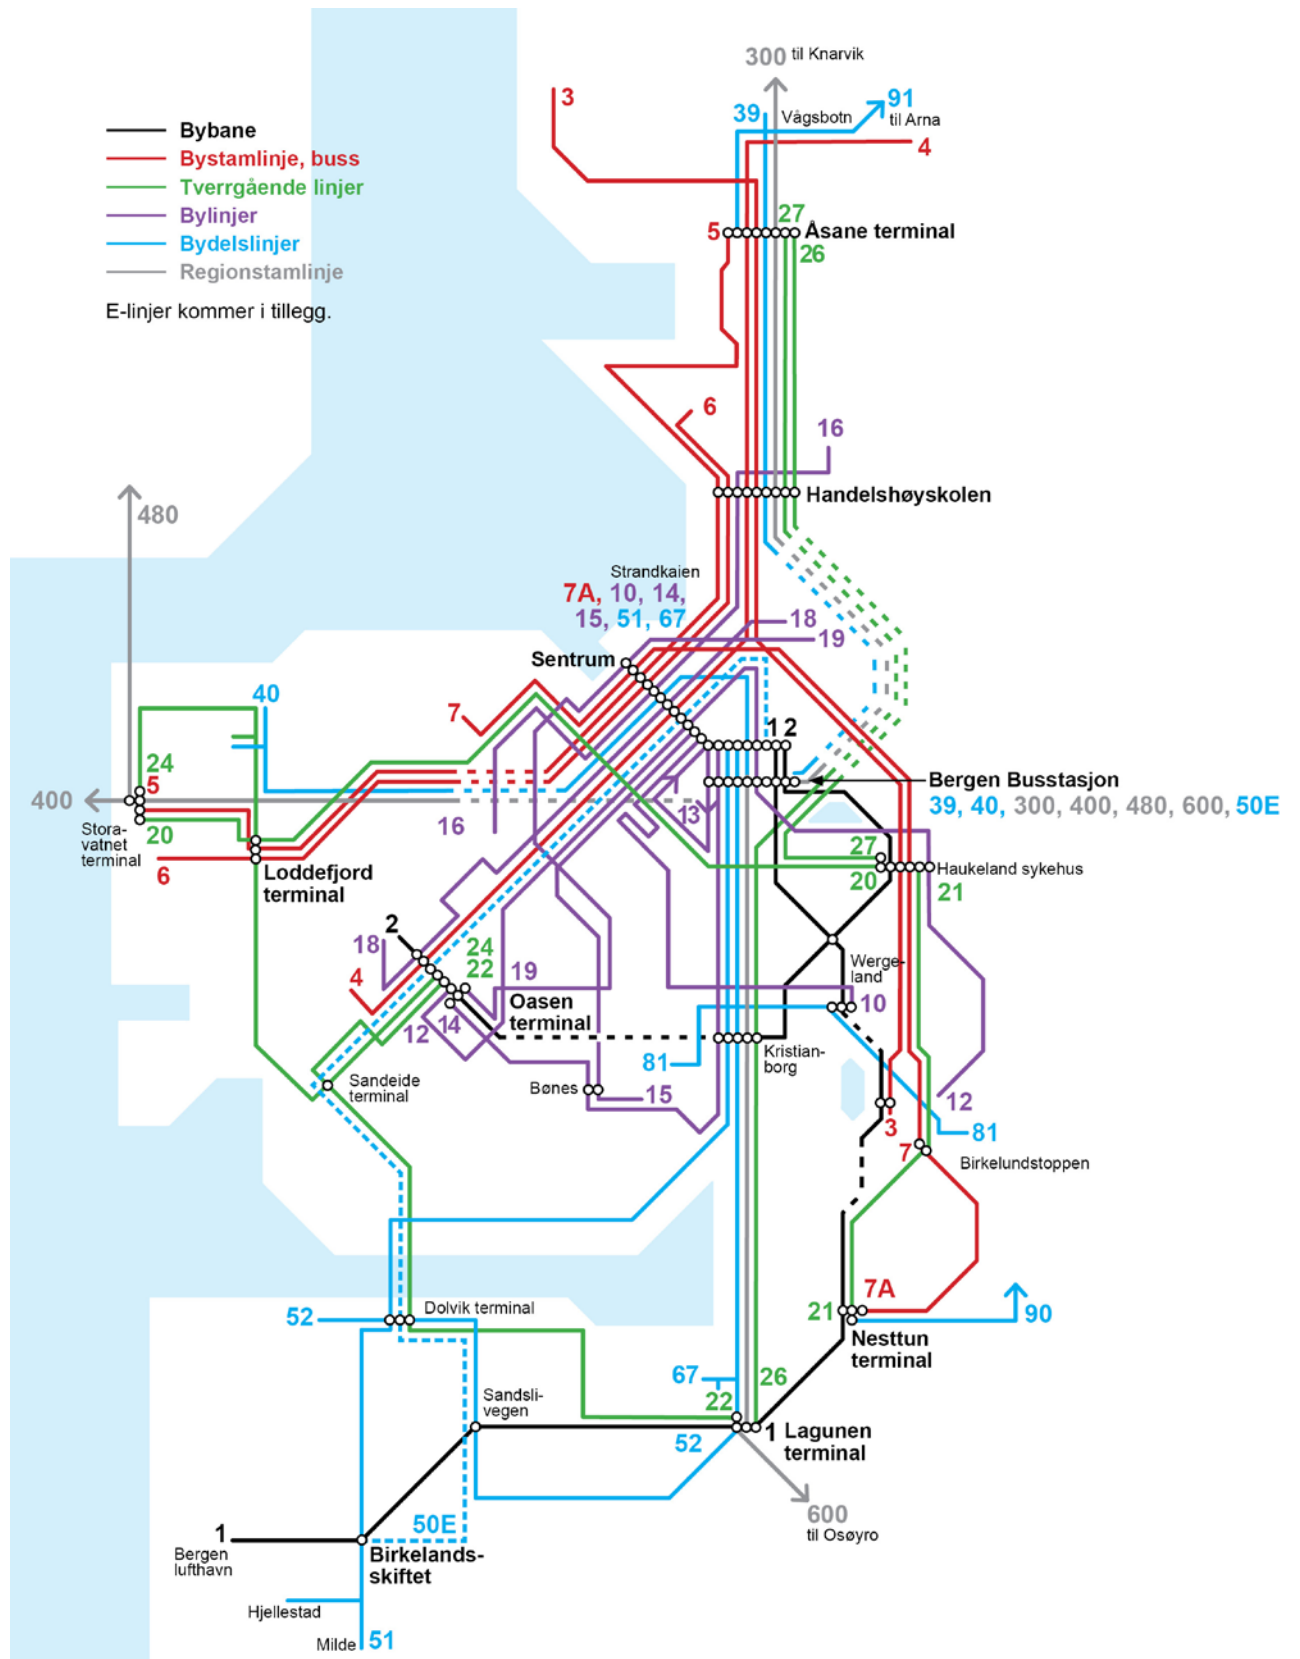 300 til Knarvik
3
39
Vågsbotn
91
til Arna
4
Bybane
Bystamlinje, buss
Tverrgående linjer
Bylinjer
Bydelslinjer
Regionstamlinje
E-linjer kommer i tillegg.
27
5
Åsane terminal
26
6
16
Handelshøyskolen
480
Strandkaien
7A, 10, 14,
15, 51, 67
18
19
Sentrum
40
7
1 2
24
5
Bergen Busstasjon
39, 40, 300, 400, 480, 600, 50E
400
13
16
20
Stora-
vatnet
terminal
6
Loddefjord
terminal
27
20
Haukeland sykehus
21
2
18
24
22
19
Werge-
land
4
Oasen
terminal
10
12
14
81
Kristian-
borg
Sandeide
terminal
Bønes
15
12
3
81
7
Birkelundstoppen
7A
52
Dolvik terminal
21
90
Nesttun
terminal
67
26
22
Sandsli-
vegen
52
1
Lagunen
terminal
600
til Osøyro
1
50E
Bergen
lufthavn
Birkelands-
skiftet
Hjellestad
Milde
51